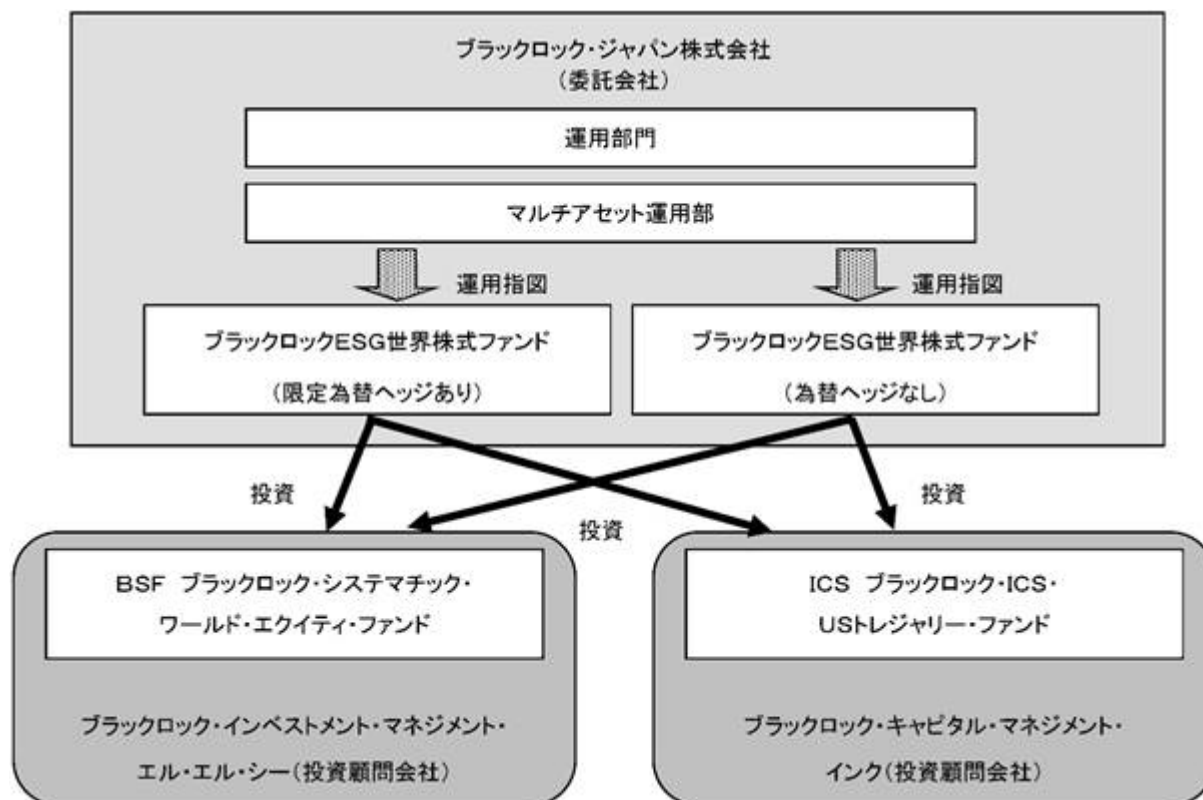 ブラックロック・ジャパン株式会社
(委託会社)
運用部門
マルチアセット運用部
運用指図
運用指図
ブラックロックESG世界株式ファンド
(限定為替ヘッジあり)
ブラックロックESG世界株式ファンド
(為替ヘッジなし)
投資
投資
投資
BSF ブラックロック・システマチック・
ワールド・エクイティ・ファンド
ブラックロック・インベストメント・マネジメント・
エル・エル・シー(投資顧問会社)
ICS ブラックロック・ICS・
USトレジャリー・ファンド
ブラックロック・キャピタル・マネジメント・
インク(投資顧問会社)